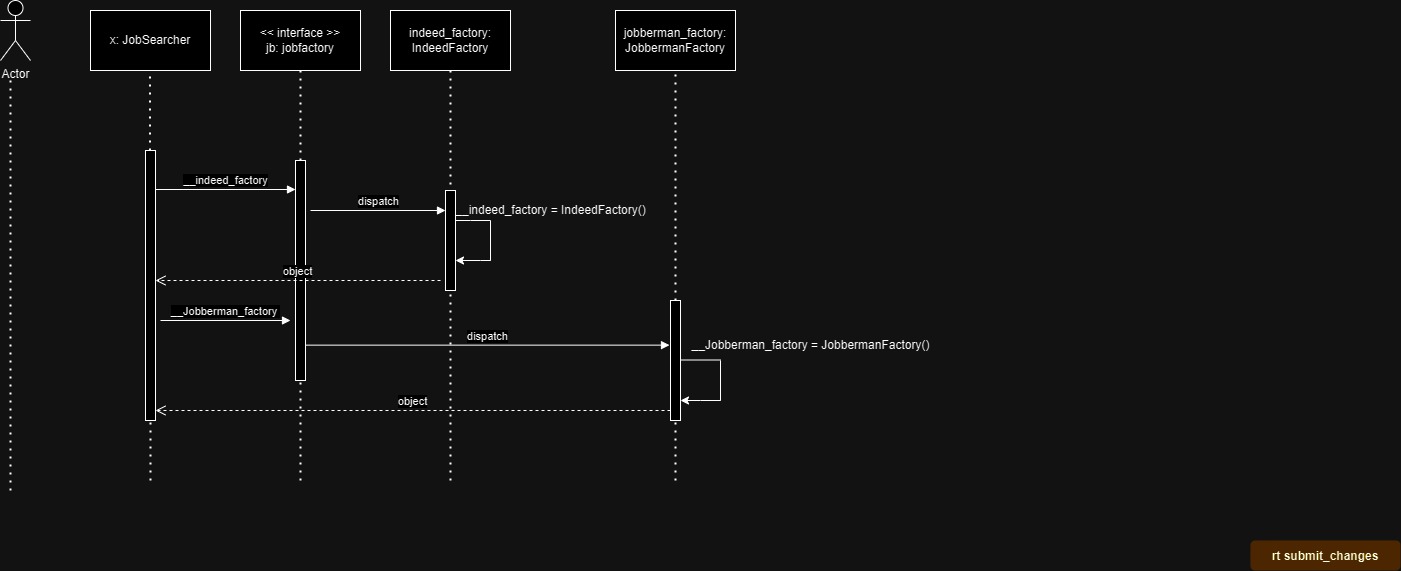 Actor
x: JobSearcher
<< interface >>
jb: jobfactory
indeed_factory:
IndeedFactory
jobberman_factory:
JobbermanFactory
__indeed_factory
dispatch
__indeed_factory = IndeedFactory()
object
__Jobberman_factory
dispatch
__Jobberman_factory = JobbermanFactory()
object
rt submit_changes